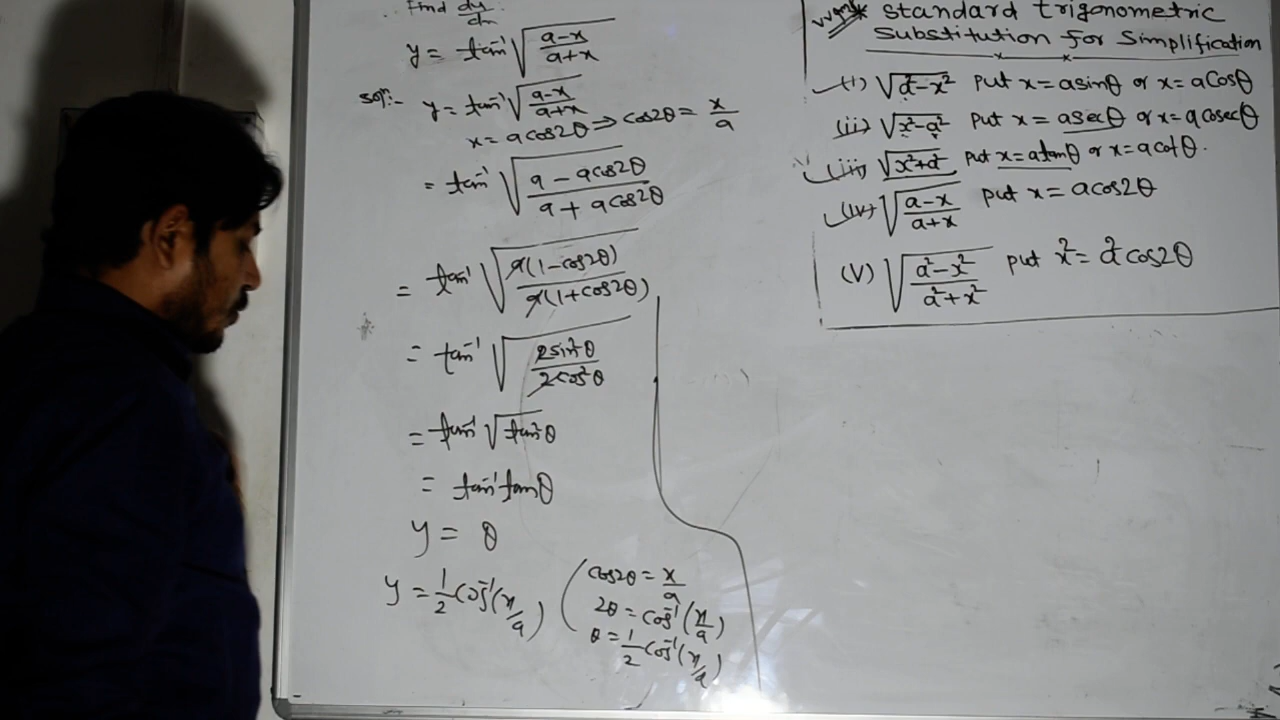 Find dy/dx
y = tan⁻¹ √(a-x / a+x)
Solⁿ:- y = tan⁻¹ √(a-x / a+x)
x = a cos2θ ⇒ cos2θ = x/a
= tan⁻¹ √(a - a cos2θ / a + a cos2θ)
= tan⁻¹ √(a(1-cos2θ) / a(1+cos2θ))
= tan⁻¹ √(2sin²θ / 2cos²θ)
= tan⁻¹ √tan²θ
= tan⁻¹ tanθ
y = θ
y = 1/2 cos⁻¹(x/a)
cos2θ = x/a
2θ = cos⁻¹(x/a)
θ = 1/2 cos⁻¹(x/a)
Standard trigonometric
Substitution for Simplification
(i) √a²-x² put x = a sinθ or x = a cosθ
(ii) √x²-a² put x = a secθ or x = a cosecθ
(iii) √x²+a² put x = a tanθ or x = a cotθ.
(iv) √(a-x / a+x) put x = a cos2θ
(v) √(a²-x² / a²+x²) put x² = a² cos2θ